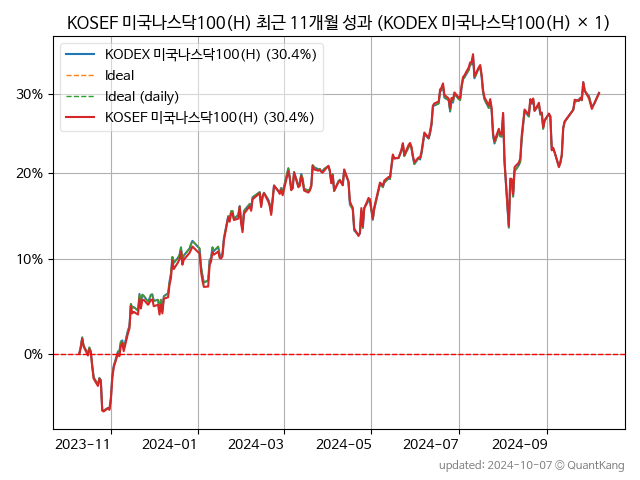 KOSEF 미국나스닥100(H) 최근 11개월 성과 (KODEX 미국나스닥100(H) × 1)
KODEX 미국나스닥100(H) (30.4%)
Ideal
Ideal (daily)
KOSEF 미국나스닥100(H) (30.4%)
30%
20%
10%
0%
2023-11
2024-01
2024-03
2024-05
2024-07
2024-09
updated: 2024-10-07 © QuantKang